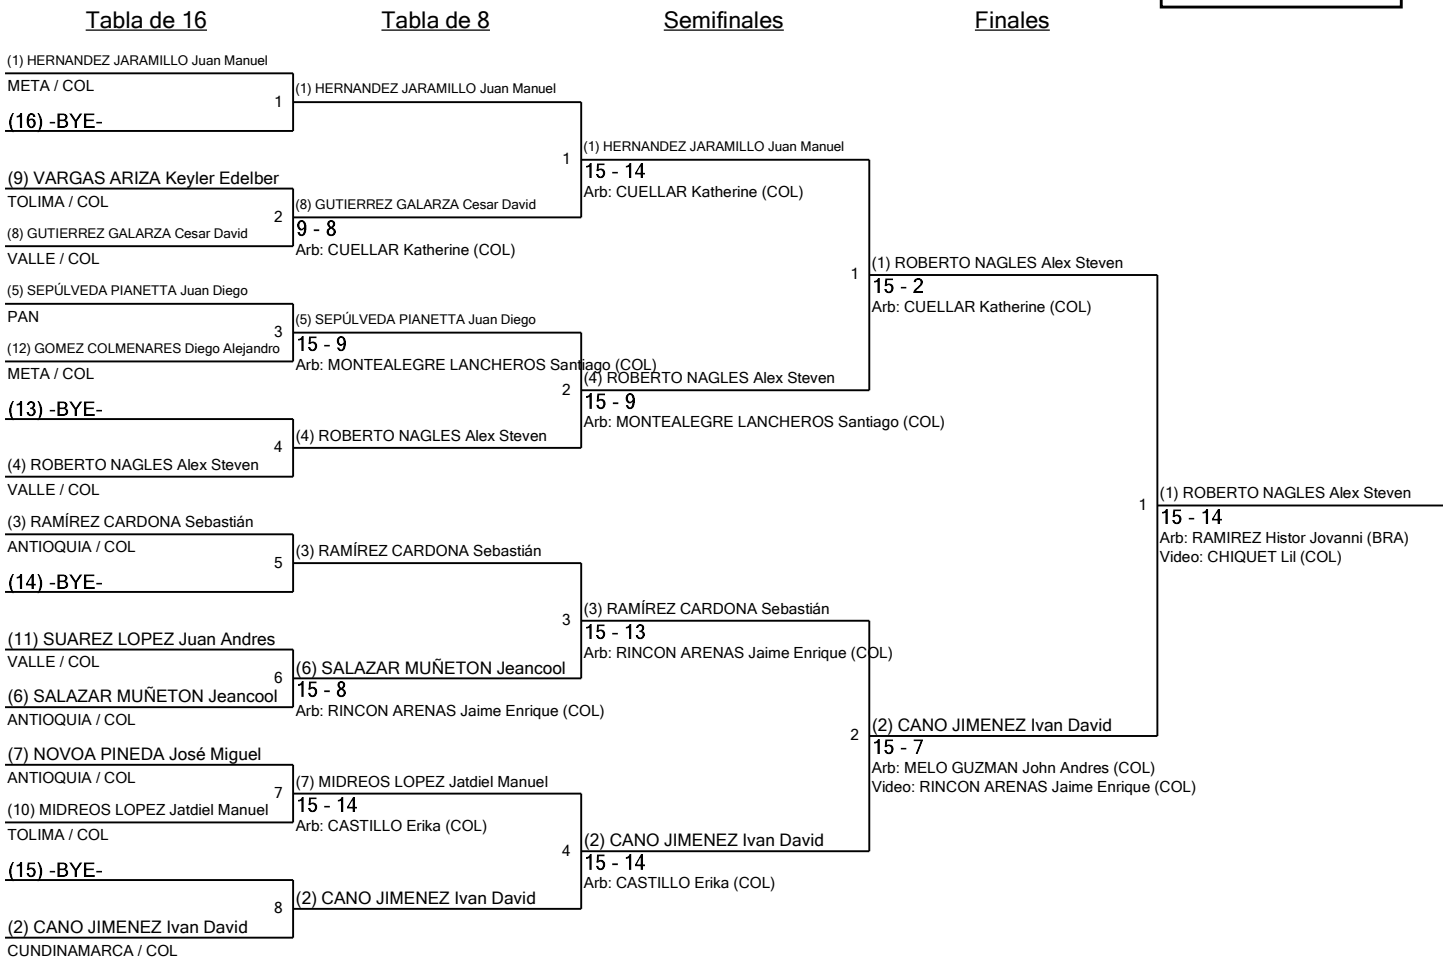 Tabla de 16
Tabla de 8
Semifinales
Finales
(1) HERNANDEZ JARAMILLO Juan Manuel
META / COL
1
(16) -BYE-
(9) VARGAS ARIZA Keyler Edelber
TOLIMA / COL
2
(8) GUTIERREZ GALARZA Cesar David
VALLE / COL
(5) SEPÚLVEDA PIANETTA Juan Diego
PAN
3
(12) GOMEZ COLMENARES Diego Alejandro
META / COL
(13) -BYE-
4
(4) ROBERTO NAGLES Alex Steven
VALLE / COL
(3) RAMÍREZ CARDONA Sebastián
ANTIOQUIA / COL
5
(14) -BYE-
(11) SUAREZ LOPEZ Juan Andres
VALLE / COL
6
(6) SALAZAR MUÑETON Jeancool
ANTIOQUIA / COL
(7) NOVOA PINEDA José Miguel
ANTIOQUIA / COL
7
(10) MIDREOS LOPEZ Jatdiel Manuel
TOLIMA / COL
(15) -BYE-
8
(2) CANO JIMENEZ Ivan David
CUNDINAMARCA / COL
(1) HERNANDEZ JARAMILLO Juan Manuel
1
(8) GUTIERREZ GALARZA Cesar David
9 - 8
Arb: CUELLAR Katherine (COL)
(5) SEPÚLVEDA PIANETTA Juan Diego
15 - 9
Arb: MONTEALEGRE LANCHEROS Santiago (COL)
2
(4) ROBERTO NAGLES Alex Steven
(3) RAMÍREZ CARDONA Sebastián
3
(6) SALAZAR MUÑETON Jeancool
15 - 8
Arb: RINCON ARENAS Jaime Enrique (COL)
(7) MIDREOS LOPEZ Jatdiel Manuel
15 - 14
Arb: CASTILLO Erika (COL)
4
(2) CANO JIMENEZ Ivan David
(1) HERNANDEZ JARAMILLO Juan Manuel
15 - 14
Arb: CUELLAR Katherine (COL)
1
(4) ROBERTO NAGLES Alex Steven
15 - 9
Arb: MONTEALEGRE LANCHEROS Santiago (COL)
(3) RAMÍREZ CARDONA Sebastián
15 - 13
Arb: RINCON ARENAS Jaime Enrique (COL)
2
(2) CANO JIMENEZ Ivan David
15 - 14
Arb: CASTILLO Erika (COL)
(1) ROBERTO NAGLES Alex Steven
15 - 2
Arb: CUELLAR Katherine (COL)
1
(2) CANO JIMENEZ Ivan David
15 - 7
Arb: MELO GUZMAN John Andres (COL)
Video: RINCON ARENAS Jaime Enrique (COL)
(1) ROBERTO NAGLES Alex Steven
15 - 14
Arb: RAMIREZ Histor Jovanni (BRA)
Video: CHIQUET Lil (COL)